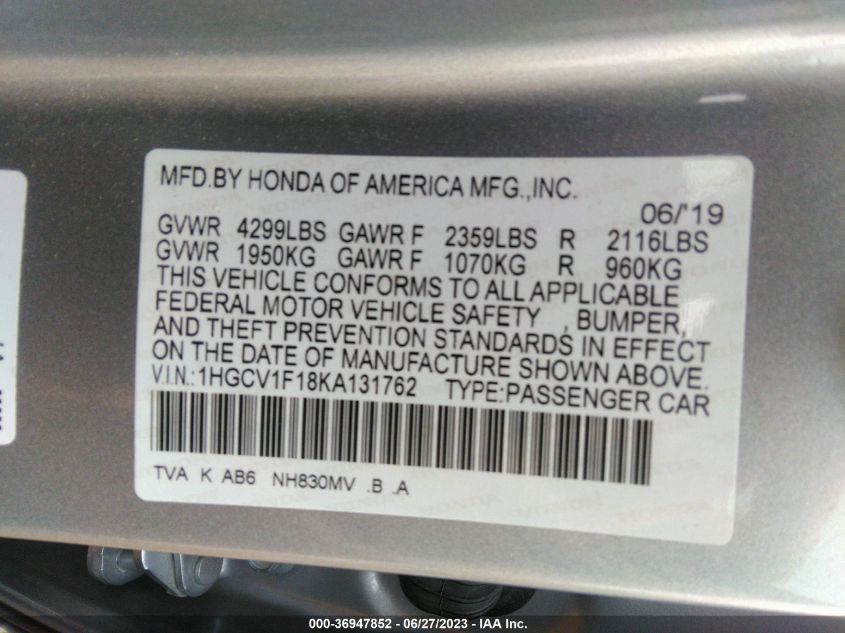 MFD.BY HONDA OF AMERICA MFG.,INC.
06/'19
GVWR 4299LBS GAWR F 2359LBS R 2116LBS
GVWR 1950KG GAWR F 1070KG R 960KG
THIS VEHICLE CONFORMS TO ALL APPLICABLE
FEDERAL MOTOR VEHICLE SAFETY , BUMPER,
AND THEFT PREVENTION STANDARDS IN EFFECT
ON THE DATE OF MANUFACTURE SHOWN ABOVE.
V.I.N.:1HGCV1F18KA131762 TYPE:PASSENGER CAR
TVA K AB6 NH830MV .B .A
000-36947852 - 06/27/2023 - IAA Inc.